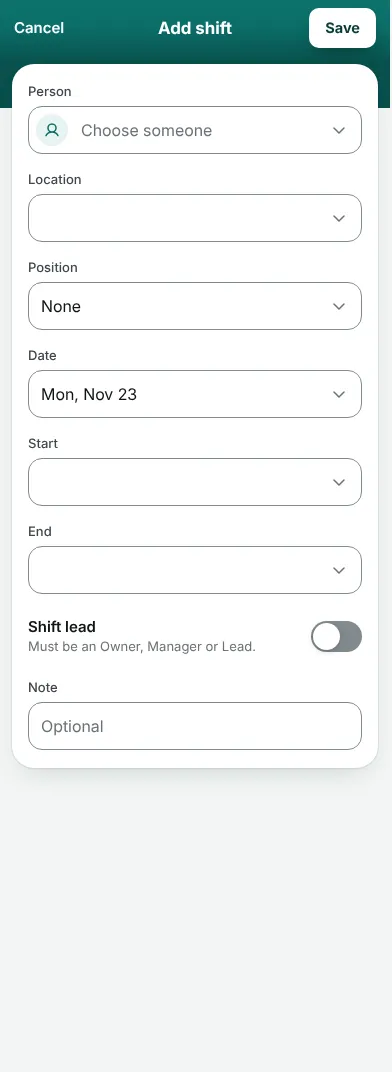 Cancel
Add shift
Save
Person
Choose someone
Location
Position
None
Date
Mon, Nov 23
Start
End
Shift lead
Must be an Owner, Manager or Lead.
Note
Optional